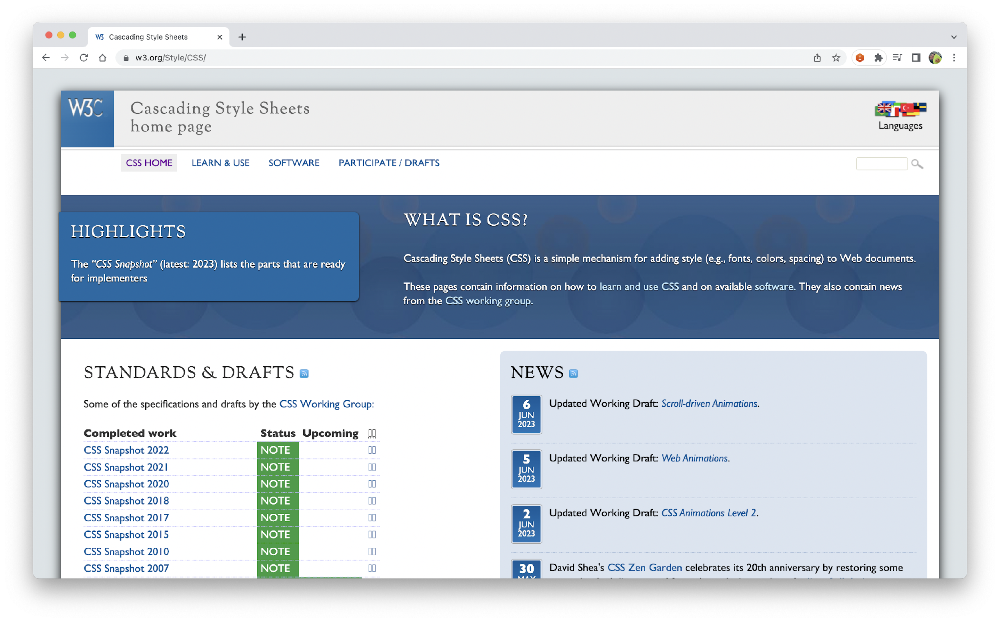 W3 Cascading Style Sheets
w3.org/Style/CSS/
W3C
Cascading Style Sheets
home page
Languages
CSS HOME LEARN & USE SOFTWARE PARTICIPATE / DRAFTS
HIGHLIGHTS
The “CSS Snapshot” (latest: 2023) lists the parts that are ready
for implementers
WHAT IS CSS?
Cascading Style Sheets (CSS) is a simple mechanism for adding style (e.g., fonts, colors, spacing) to Web documents.
These pages contain information on how to learn and use CSS and on available software. They also contain news
from the CSS working group.
STANDARDS & DRAFTS
Some of the specifications and drafts by the CSS Working Group:
Completed work Status Upcoming
CSS Snapshot 2022 NOTE
CSS Snapshot 2021 NOTE
CSS Snapshot 2020 NOTE
CSS Snapshot 2018 NOTE
CSS Snapshot 2017 NOTE
CSS Snapshot 2015 NOTE
CSS Snapshot 2010 NOTE
CSS Snapshot 2007 NOTE
NEWS
6
JUN
2023
Updated Working Draft: Scroll-driven Animations.
5
JUN
2023
Updated Working Draft: Web Animations.
2
JUN
2023
Updated Working Draft: CSS Animations Level 2.
30
MAY
David Shea's CSS Zen Garden celebrates its 20th anniversary by restoring some